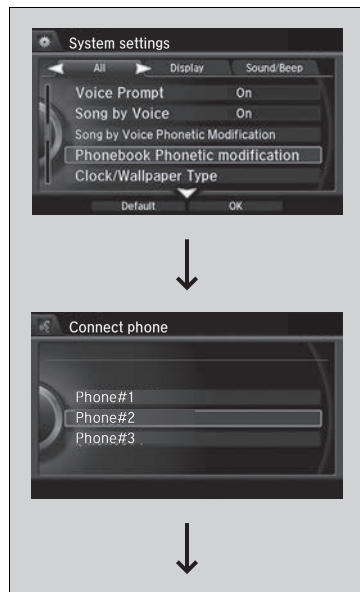 System settings
All Display Sound/Beep
Voice Prompt On
Song by Voice On
Song by Voice Phonetic Modification
Phonebook Phonetic modification
Clock/Wallpaper Type
Default OK
Connect phone
Phone#1
Phone#2
Phone#3